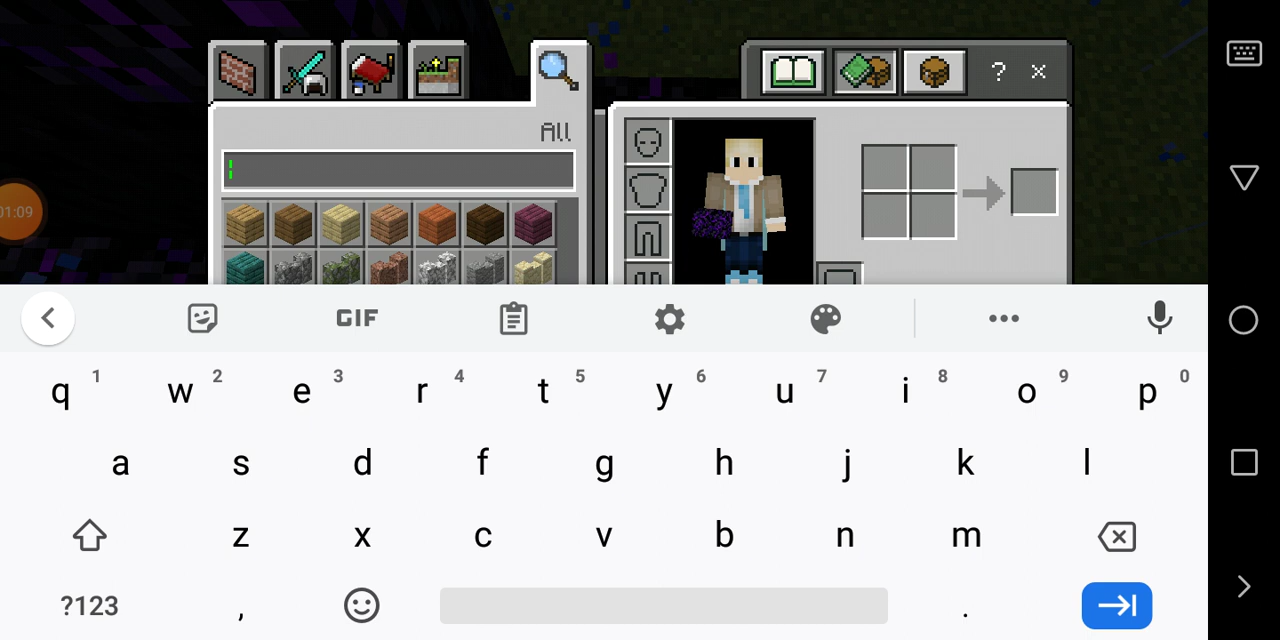 ? ×
All
01:09
GIF
q 1 w 2 e 3 r 4 t 5 y 6 u 7 i 8 o 9 p 0
a s d f g h j k l
z x c v b n m
?123 , .